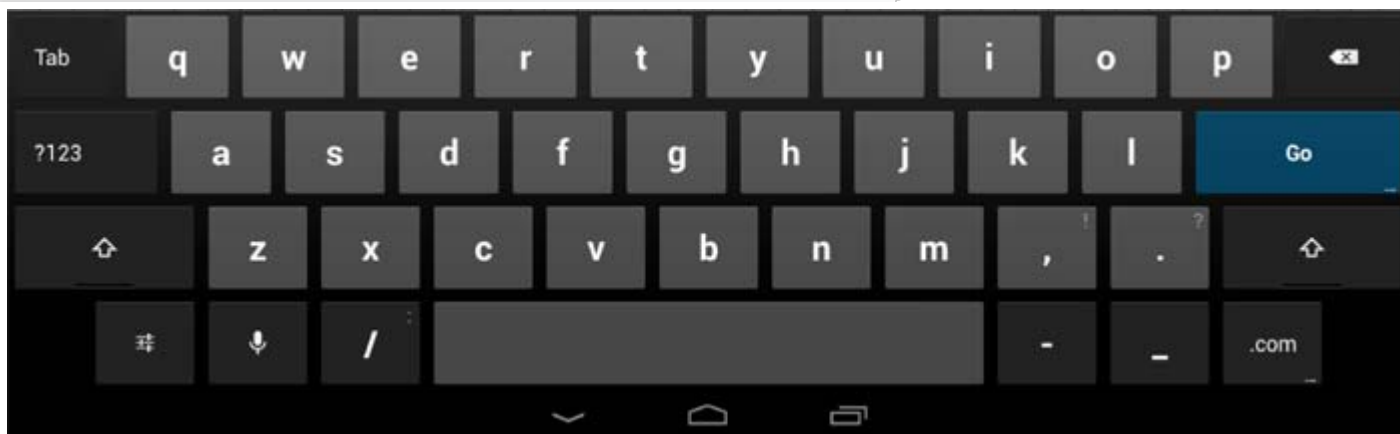 Tab q w e r t y u i o p
?123 a s d f g h j k l Go
z x c v b n m , ! . ?
/ : - _ .com